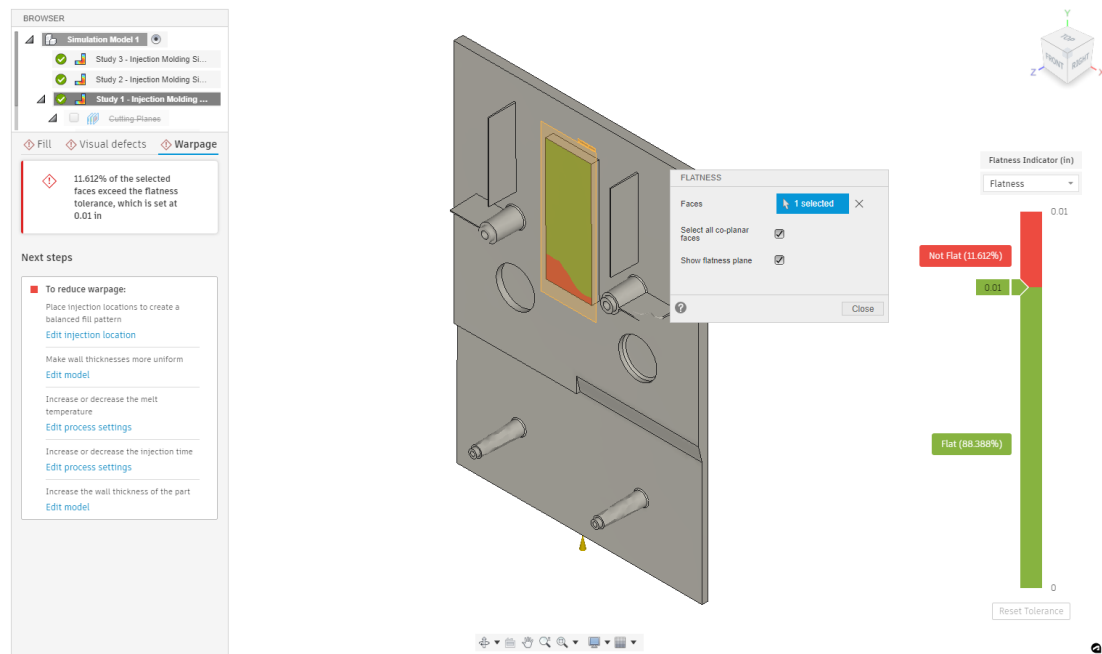 BROWSER
Simulation Model 1
Study 3 - Injection Molding Si...
Study 2 - Injection Molding Si...
Study 1 - Injection Molding ...
Cutting Planes
Fill
Visual defects
Warpage
11.612% of the selected
faces exceed the flatness
tolerance, which is set at
0.01 in
Next steps
To reduce warpage:
Place injection locations to create a
balanced fill pattern
Edit injection location
Make wall thicknesses more uniform
Edit model
Increase or decrease the melt
temperature
Edit process settings
Increase or decrease the injection time
Edit process settings
Increase the wall thickness of the part
Edit model
FLATNESS
Faces
1 selected
Select all co-planar
faces
Show flatness plane
Close
Y
TOP
FRONT
RIGHT
Z
X
Flatness Indicator (in)
Flatness
0.01
Not Flat (11.612%)
0.01
Flat (88.388%)
0
Reset Tolerance